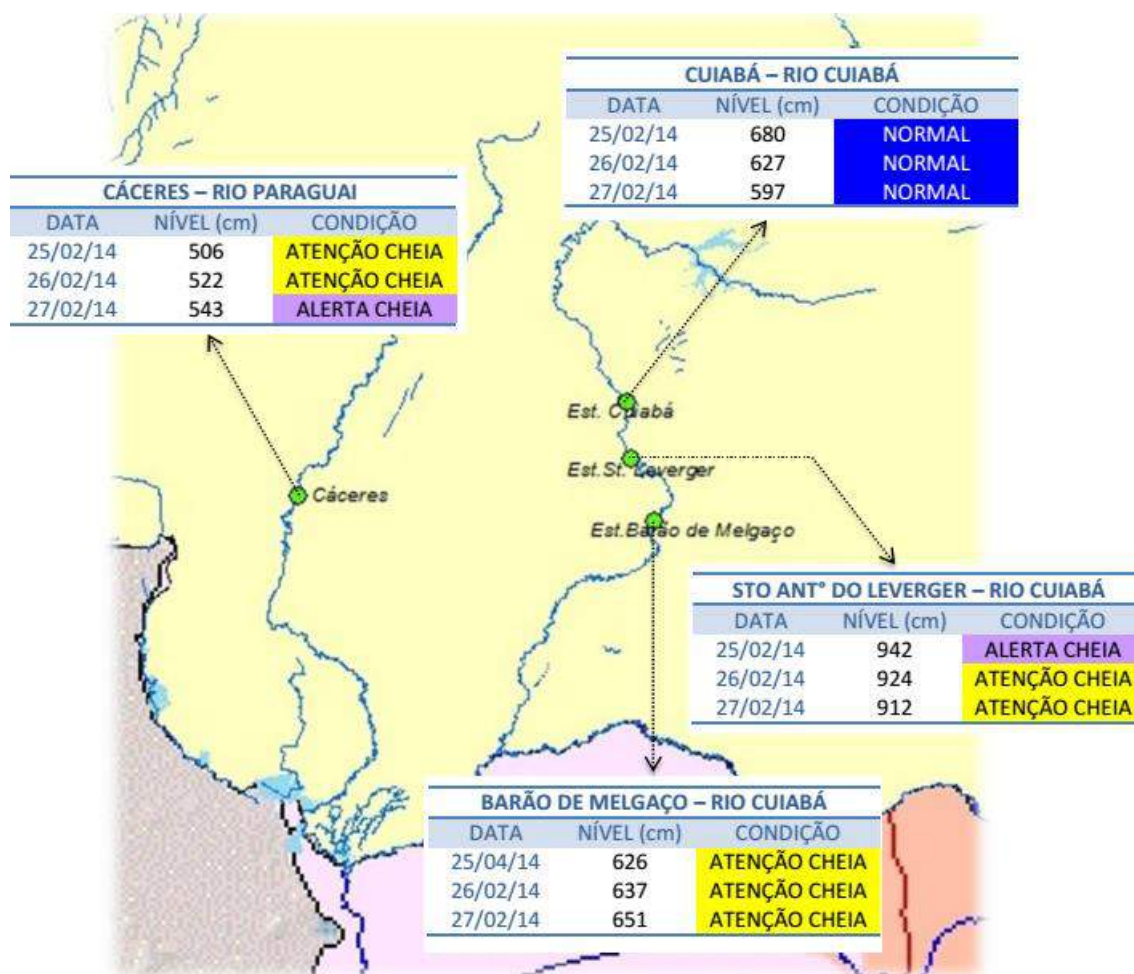 CUIABÁ – RIO CUIABÁ
DATA NÍVEL (cm) CONDIÇÃO
25/02/14 680 NORMAL
26/02/14 627 NORMAL
27/02/14 597 NORMAL
CÁCERES – RIO PARAGUAI
DATA NÍVEL (cm) CONDIÇÃO
25/02/14 506 ATENÇÃO CHEIA
26/02/14 522 ATENÇÃO CHEIA
27/02/14 543 ALERTA CHEIA
Est. Cuiabá
Est.St. Leverger
Cáceres
Est.Barão de Melgaço
STO ANT° DO LEVERGER – RIO CUIABÁ
DATA NÍVEL (cm) CONDIÇÃO
25/02/14 942 ALERTA CHEIA
26/02/14 924 ATENÇÃO CHEIA
27/02/14 912 ATENÇÃO CHEIA
BARÃO DE MELGAÇO – RIO CUIABÁ
DATA NÍVEL (cm) CONDIÇÃO
25/04/14 626 ATENÇÃO CHEIA
26/02/14 637 ATENÇÃO CHEIA
27/02/14 651 ATENÇÃO CHEIA